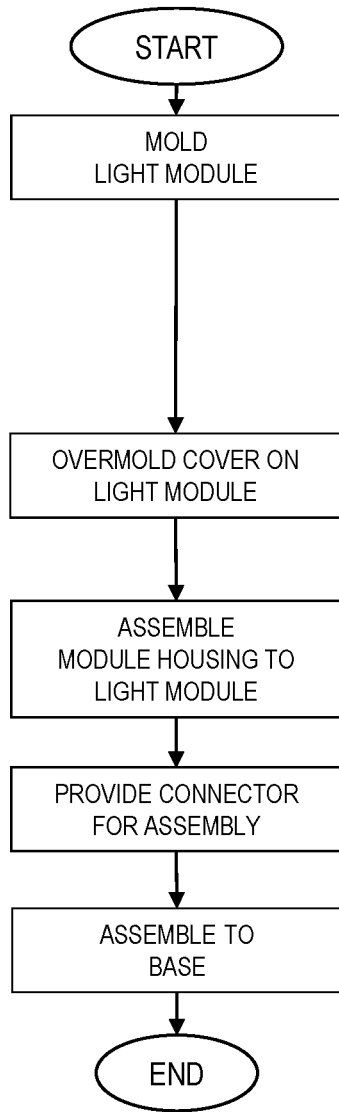 START
MOLD
LIGHT MODULE
OVERMOLD COVER ON
LIGHT MODULE
ASSEMBLE
MODULE HOUSING TO
LIGHT MODULE
PROVIDE CONNECTOR
FOR ASSEMBLY
ASSEMBLE TO
BASE
END